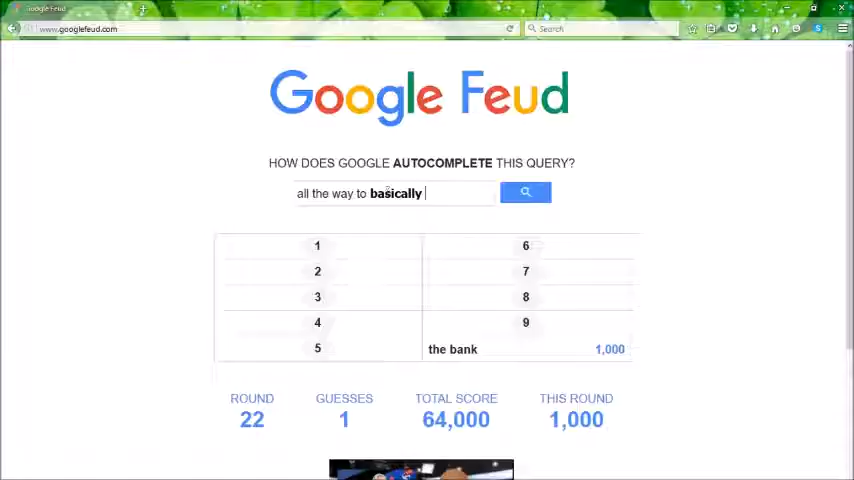 Google Feud
www.googlefeud.com
Search
Google Feud
HOW DOES GOOGLE AUTOCOMPLETE THIS QUERY?
all the way to basically
1 6
2 7
3 8
4 9
5 the bank 1,000
ROUND GUESSES TOTAL SCORE THIS ROUND
22 1 64,000 1,000